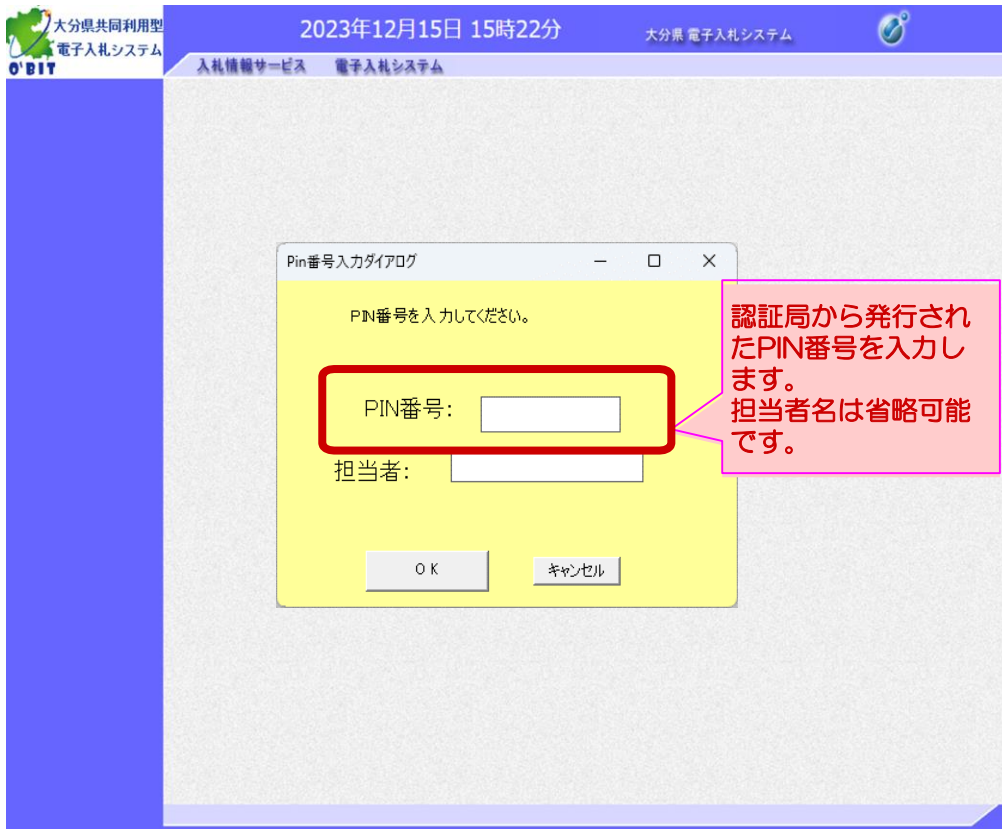 大分県共同利用型
電子入札システム
O'BIT
2023年12月15日 15時22分
大分県 電子入札システム
入札情報サービス 電子入札システム
Pin番号入力ダイアログ
PIN番号を入力してください。
PIN番号:
担当者:
OK
キャンセル
認証局から発行され
たPIN番号を入力し
ます。
担当者名は省略可能
です。